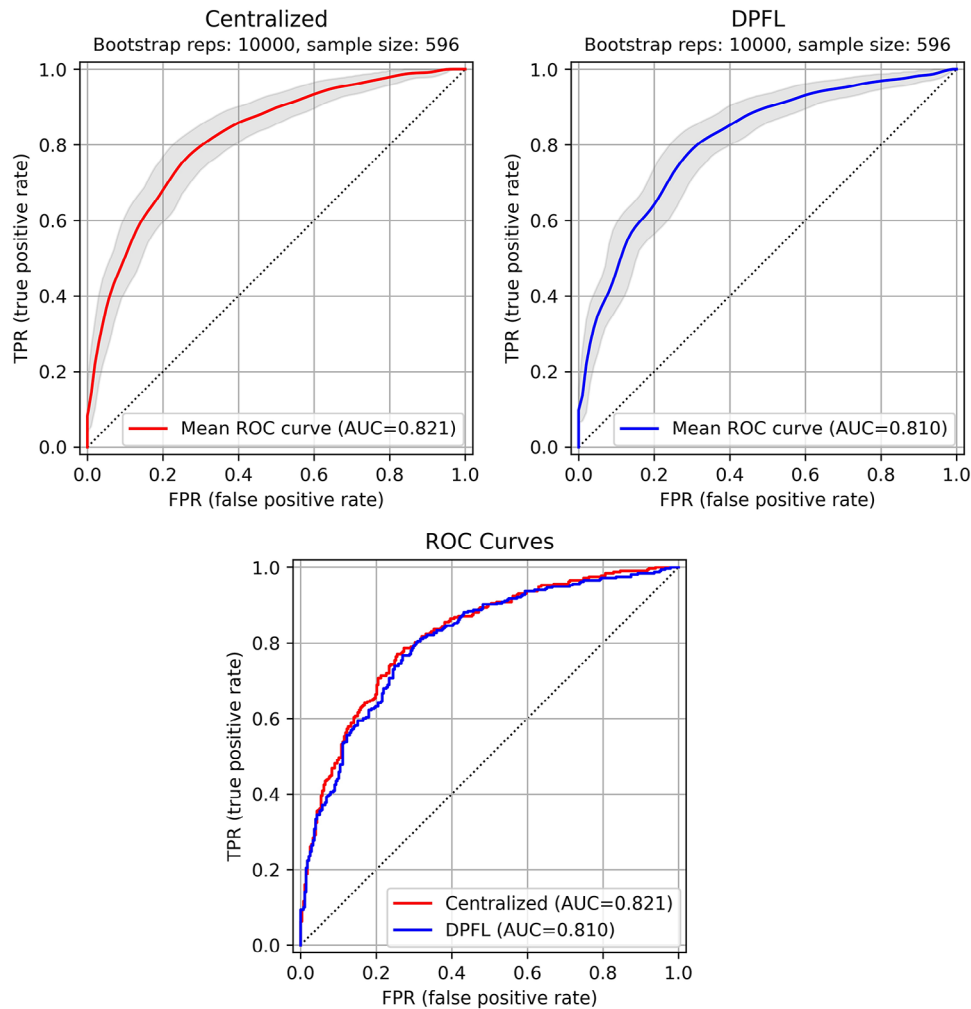 Centralized
Bootstrap reps: 10000, sample size: 596
1.0
0.8
0.6
0.4
0.2
0.0
TPR (true positive rate)
Mean ROC curve (AUC=0.821)
0.0 0.2 0.4 0.6 0.8 1.0
FPR (false positive rate)
DPFL
Bootstrap reps: 10000, sample size: 596
1.0
0.8
0.6
0.4
0.2
0.0
TPR (true positive rate)
Mean ROC curve (AUC=0.810)
0.0 0.2 0.4 0.6 0.8 1.0
FPR (false positive rate)
ROC Curves
1.0
0.8
0.6
0.4
0.2
0.0
TPR (true positive rate)
Centralized (AUC=0.821)
DPFL (AUC=0.810)
0.0 0.2 0.4 0.6 0.8 1.0
FPR (false positive rate)